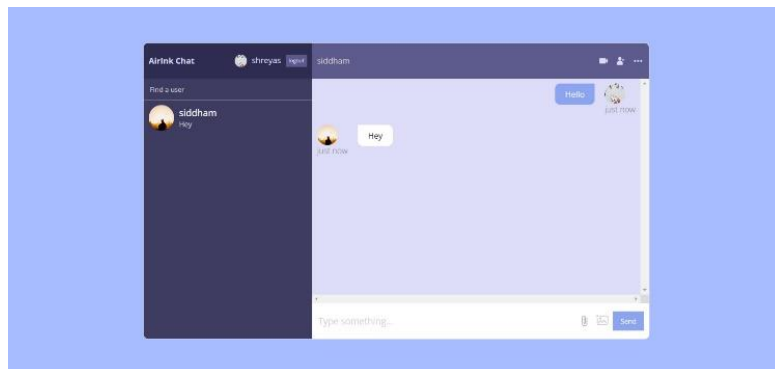 AirInk Chat
shreyas
logout
siddham
Find a user
siddham
Hey
Hello
just now
Hey
just now
Type something...
Send